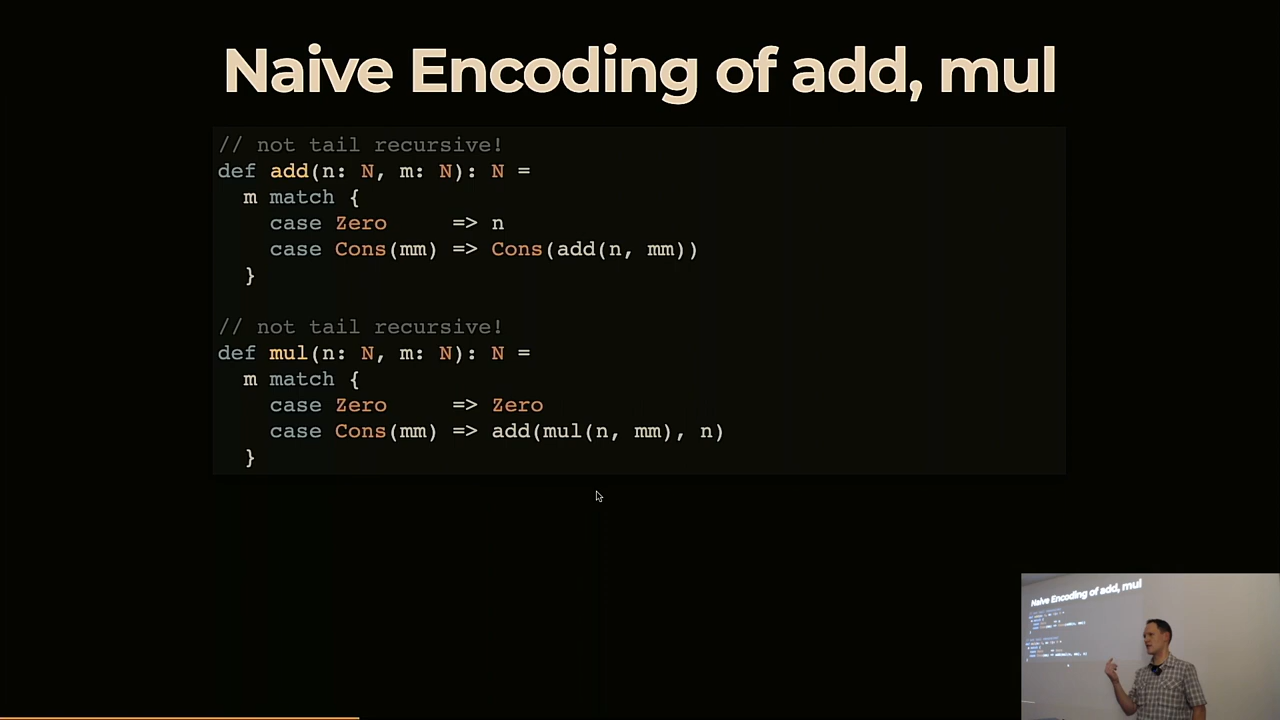 Naive Encoding of add, mul
// not tail recursive!
def add(n: N, m: N): N =
  m match {
    case Zero     => n
    case Cons(mm) => Cons(add(n, mm))
  }
// not tail recursive!
def mul(n: N, m: N): N =
  m match {
    case Zero     => Zero
    case Cons(mm) => add(mul(n, mm), n)
  }
Naive Encoding of add, mul